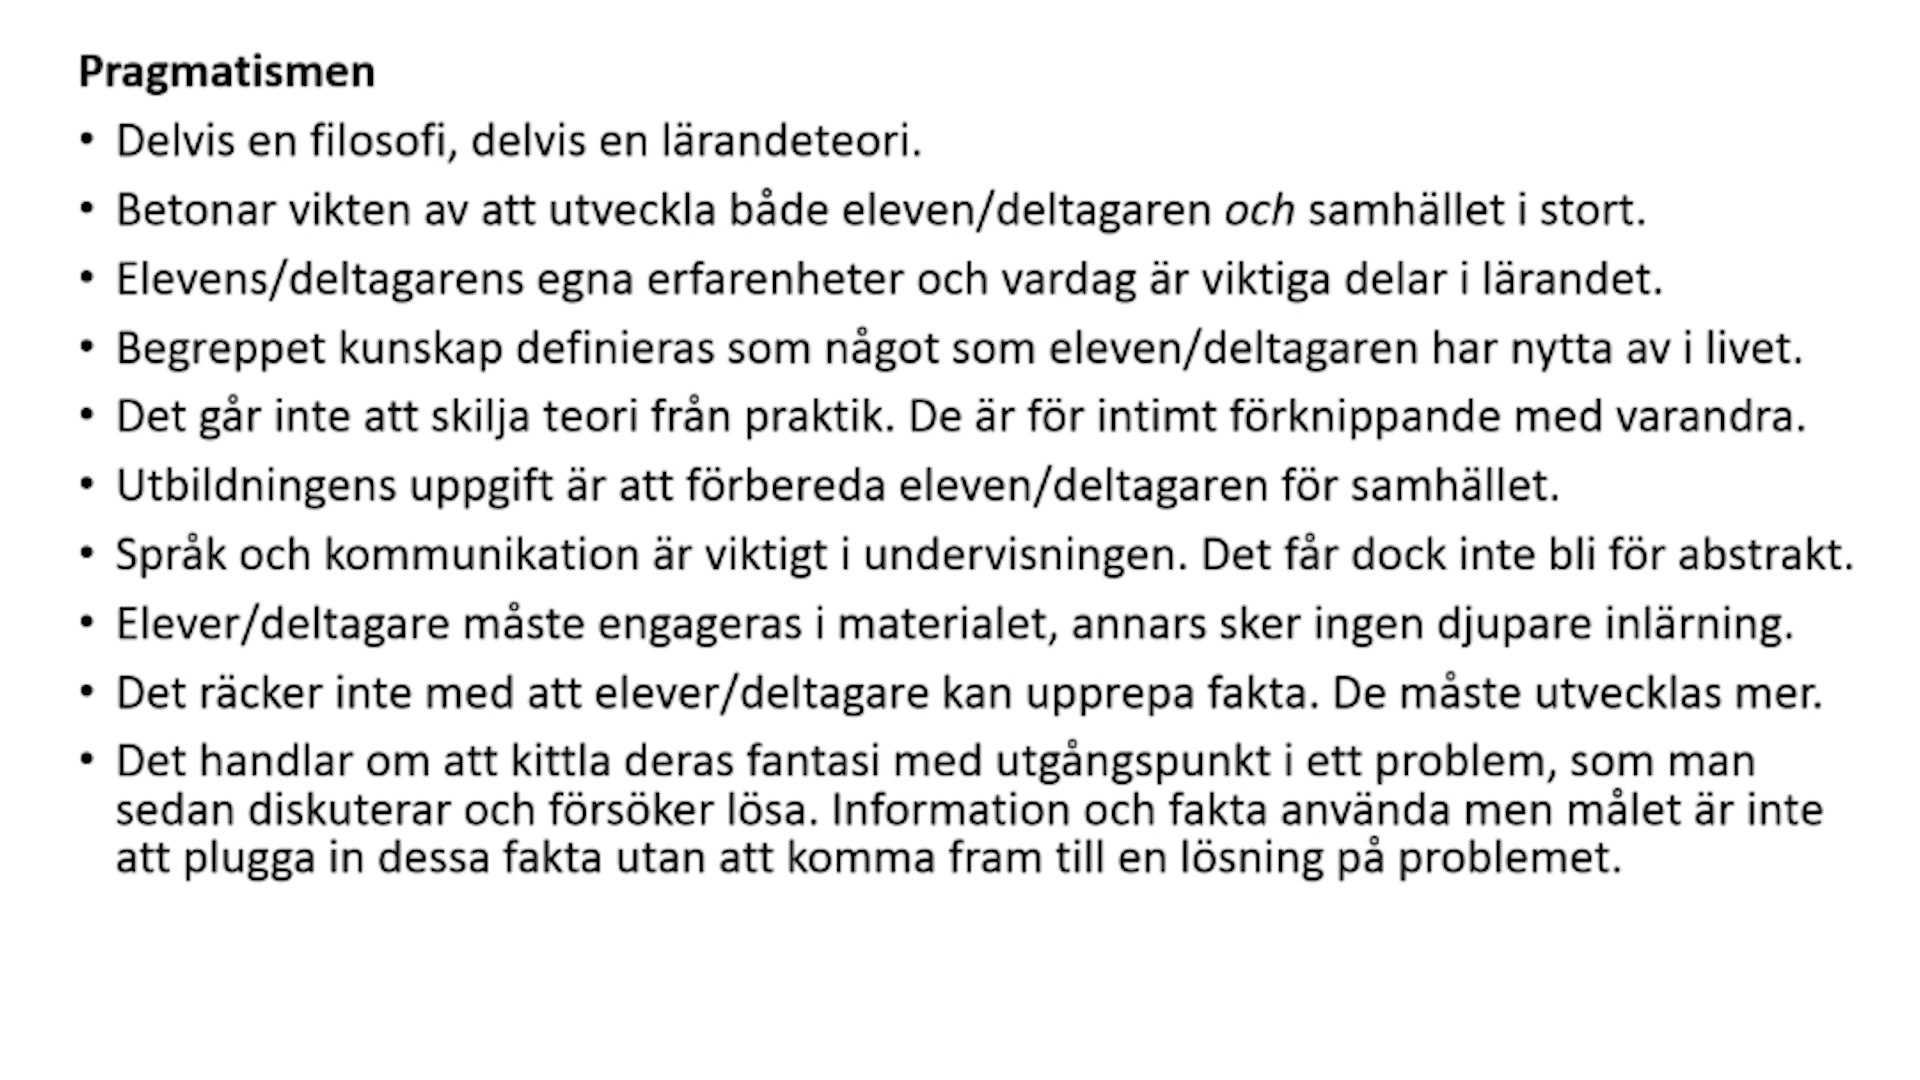 Pragmatismen
• Delvis en filosofi, delvis en lärandeteori.
• Betonar vikten av att utveckla både eleven/deltagaren och samhället i stort.
• Elevens/deltagarens egna erfarenheter och vardag är viktiga delar i lärandet.
• Begreppet kunskap definieras som något som eleven/deltagaren har nytta av i livet.
• Det går inte att skilja teori från praktik. De är för intimt förknippande med varandra.
• Utbildningens uppgift är att förbereda eleven/deltagaren för samhället.
• Språk och kommunikation är viktigt i undervisningen. Det får dock inte bli för abstrakt.
• Elever/deltagare måste engageras i materialet, annars sker ingen djupare inlärning.
• Det räcker inte med att elever/deltagare kan upprepa fakta. De måste utvecklas mer.
• Det handlar om att kittla deras fantasi med utgångspunkt i ett problem, som man
sedan diskuterar och försöker lösa. Information och fakta använda men målet är inte
att plugga in dessa fakta utan att komma fram till en lösning på problemet.